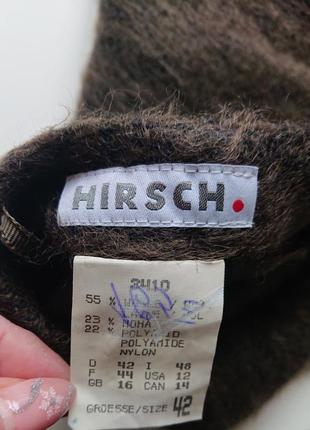 HIRSCH.
3410
55 %
23 % MOHA
22 % POLYAMID
POLYAMIDE
NYLON
D 42 I 48
F 44 USA 12
GB 16 CAN 14
GROESSE/SIZE 42